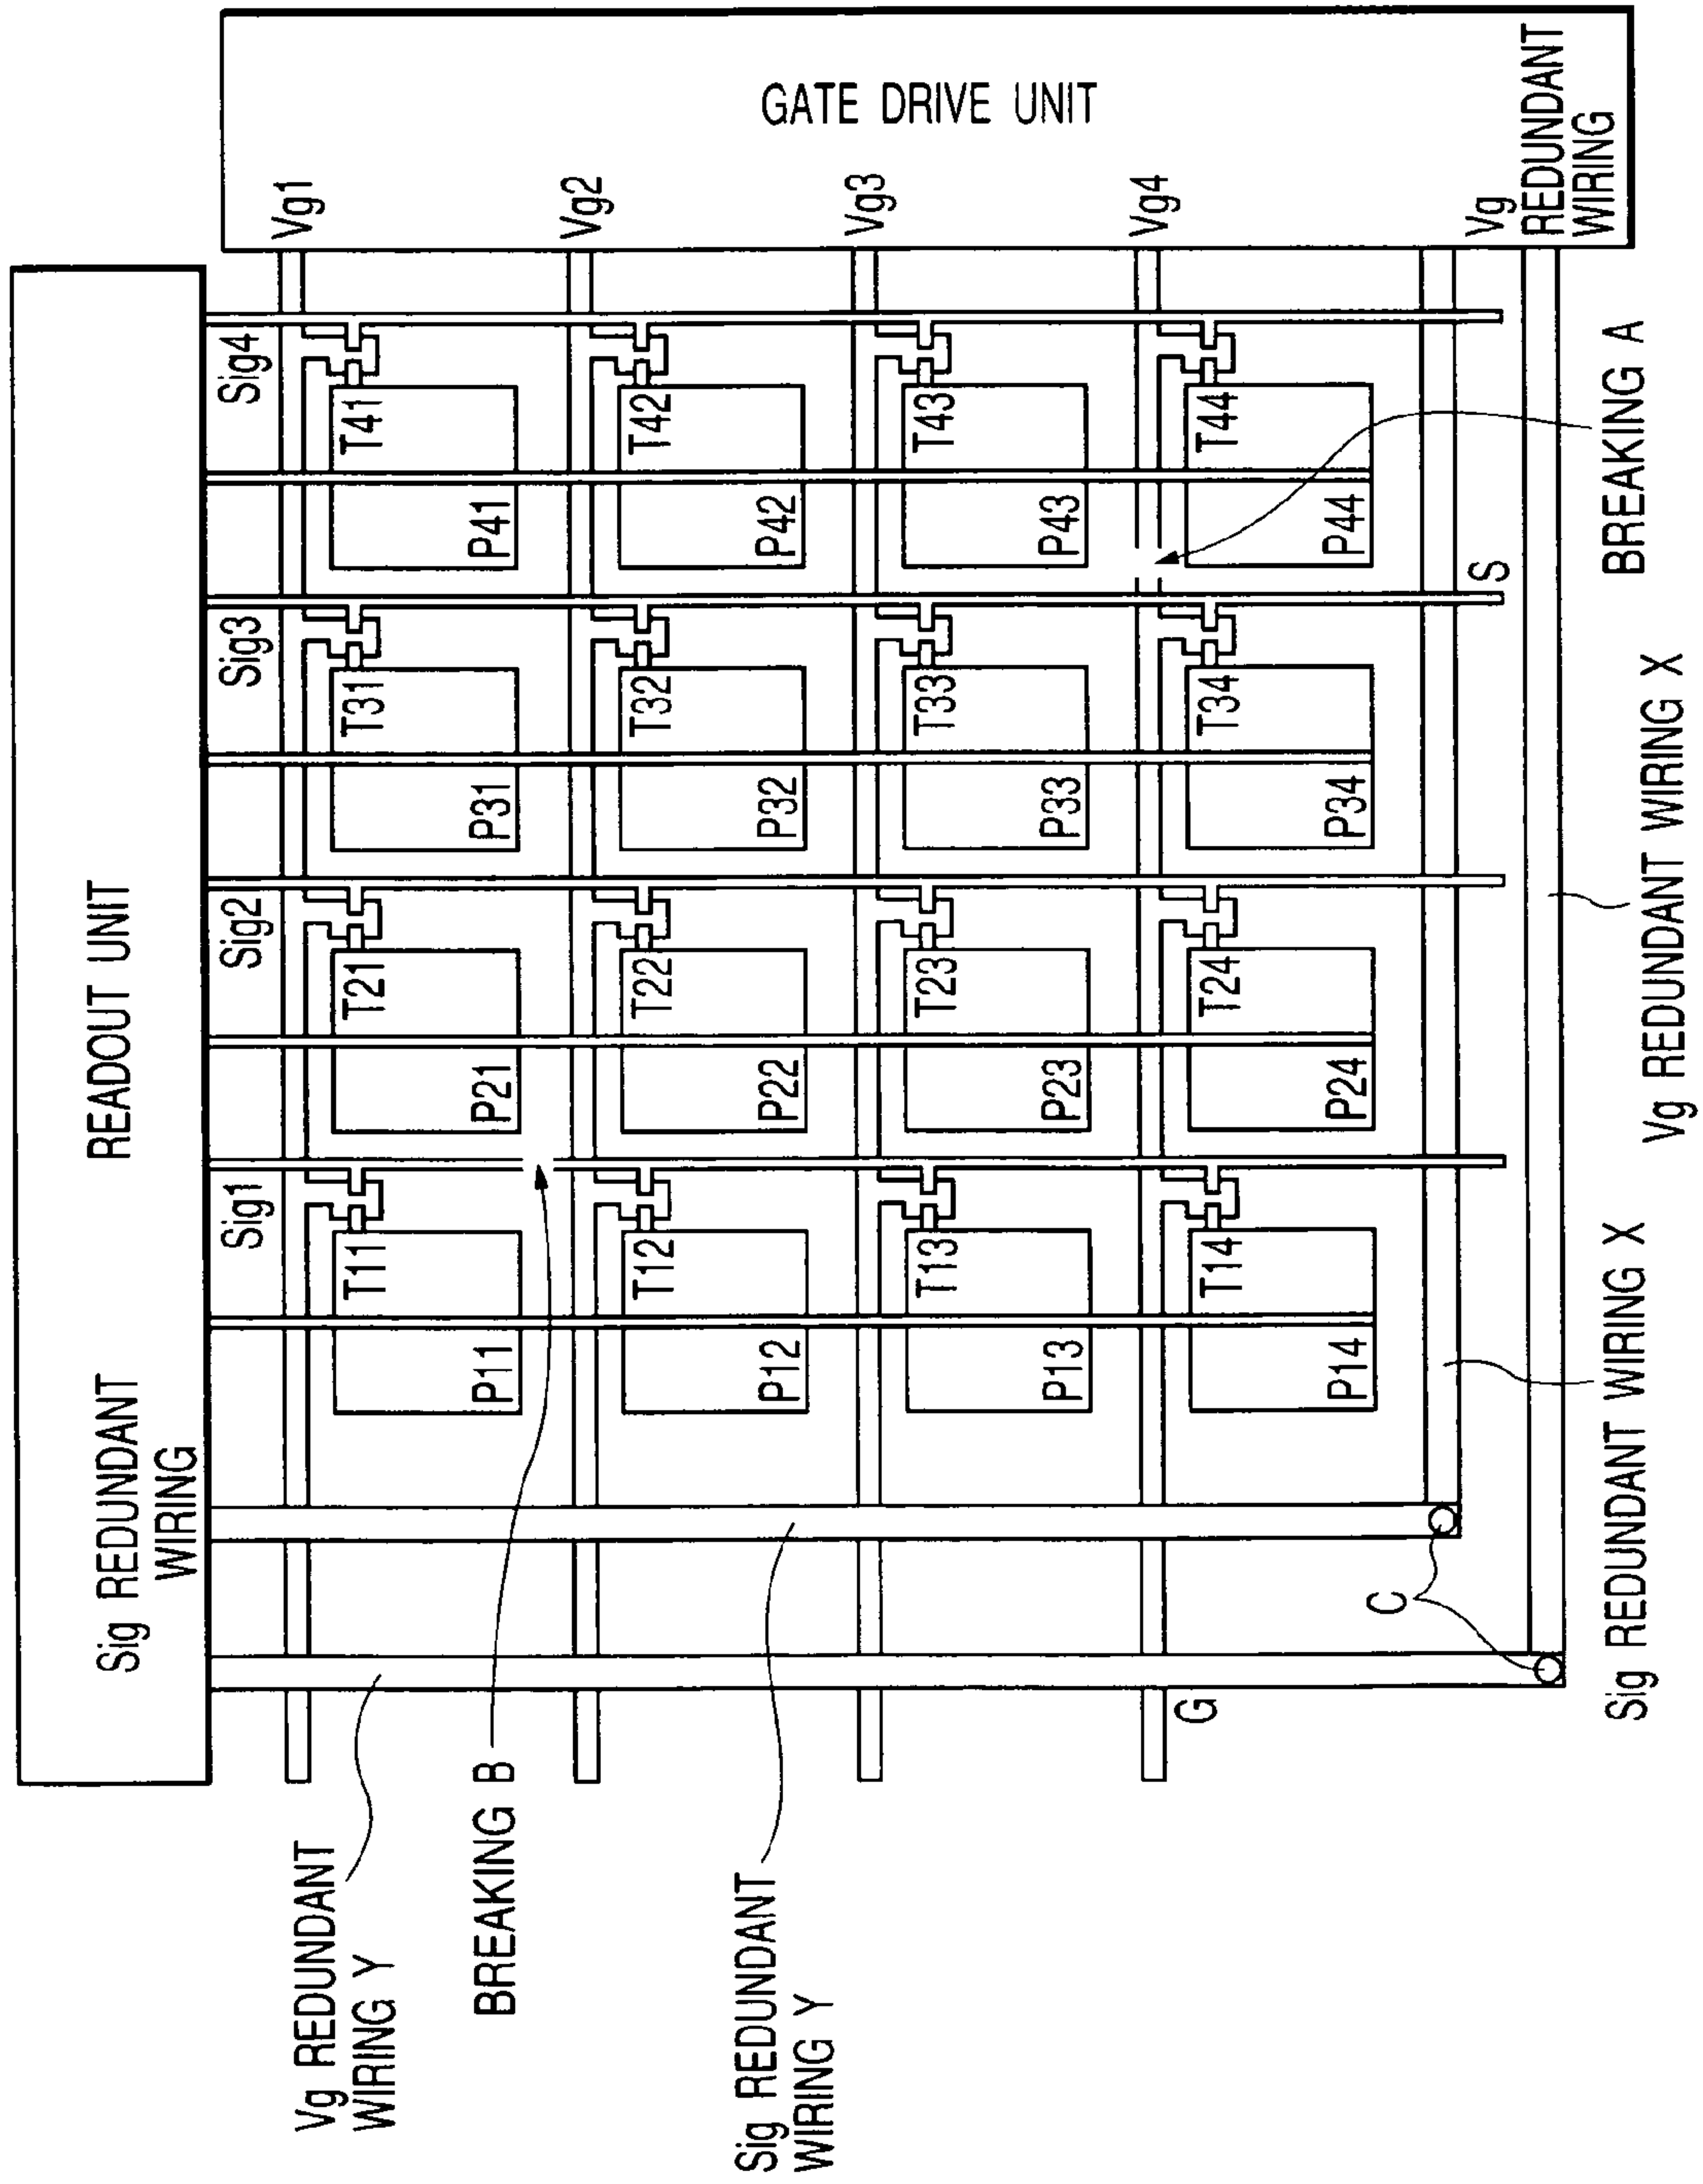 READOUT UNIT
Sig REDUNDANT
WIRING
GATE DRIVE UNIT
Vg1
Vg2
Vg3
Vg4
Vg
REDUNDANT
WIRING
Sig1
Sig2
Sig3
Sig4
T11
T21
T31
T41
P11
P21
P31
P41
T12
T22
T32
T42
P12
P22
P32
P42
T13
T23
T33
T43
P13
P23
P33
P43
T14
T24
T34
T44
P14
P24
P34
P44
Vg REDUNDANT
WIRING Y
BREAKING B
Sig REDUNDANT
WIRING Y
G
C
S
BREAKING A
Sig REDUNDANT WIRING X
Vg REDUNDANT WIRING X